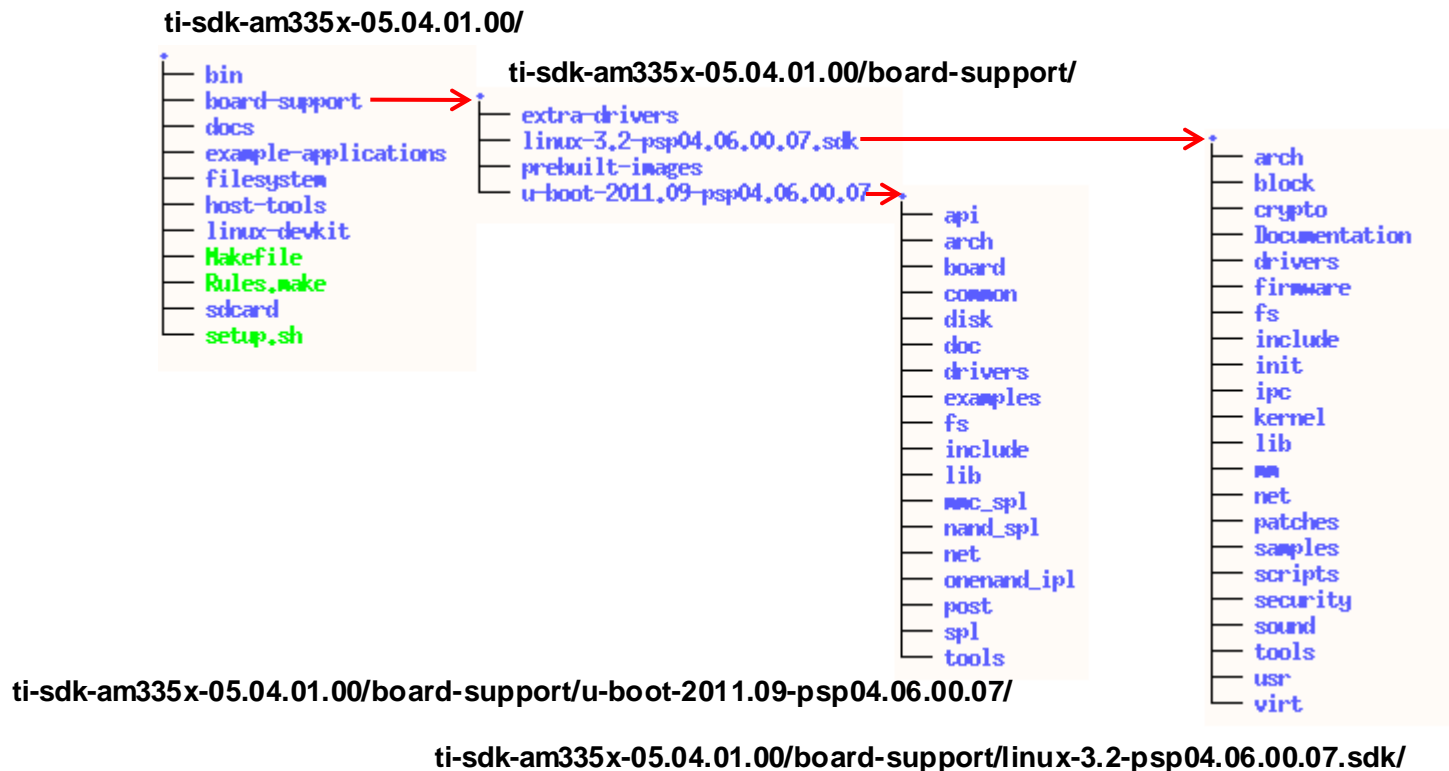 ti-sdk-am335x-05.04.01.00/
bin
board-support
docs
example-applications
filesystem
host-tools
linux-devkit
Makefile
Rules.make
sdcard
setup.sh
ti-sdk-am335x-05.04.01.00/board-support/
extra-drivers
linux-3.2-psp04.06.00.07.sdk
prebuilt-images
u-boot-2011.09-psp04.06.00.07
api
arch
board
common
disk
doc
drivers
examples
fs
include
lib
mmc_spl
nand_spl
net
onenand_ipl
post
spl
tools
ti-sdk-am335x-05.04.01.00/board-support/u-boot-2011.09-psp04.06.00.07/
arch
block
crypto
Documentation
drivers
firmware
fs
include
init
ipc
kernel
lib
mm
net
patches
samples
scripts
security
sound
tools
usr
virt
ti-sdk-am335x-05.04.01.00/board-support/linux-3.2-psp04.06.00.07.sdk/